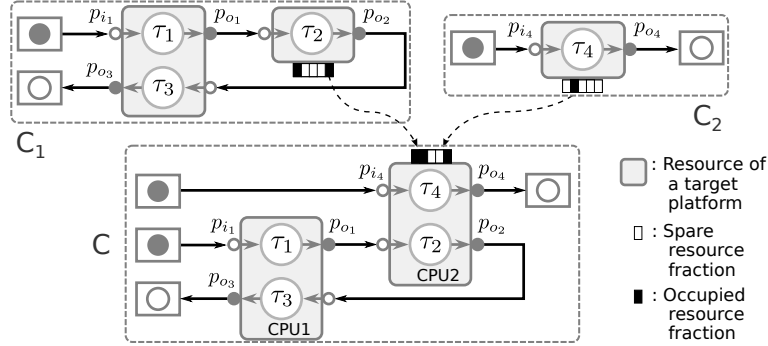 p_{i_1} τ_1 p_{o_1} τ_2 p_{o_2}
p_{o_3} τ_3
C_1
p_{i_4} τ_4 p_{o_4}
C_2
p_{i_4} τ_4 p_{o_4}
C
p_{i_1} τ_1 p_{o_1} τ_2 p_{o_2}
CPU2
p_{o_3} τ_3
CPU1
: Resource of
a target
platform
: Spare
resource
fraction
: Occupied
resource
fraction